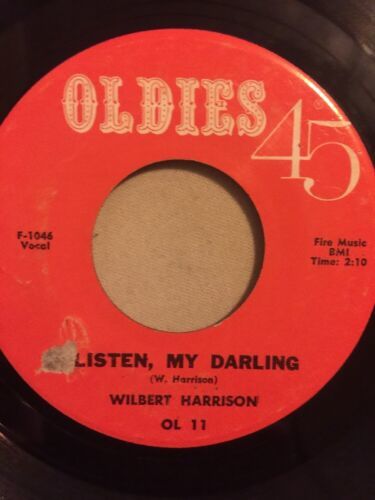 OLDIES
45
F-1046
Vocal
Fire Music
BMI
Time: 2:10
LISTEN, MY DARLING
(W. Harrison)
WILBERT HARRISON
OL 11